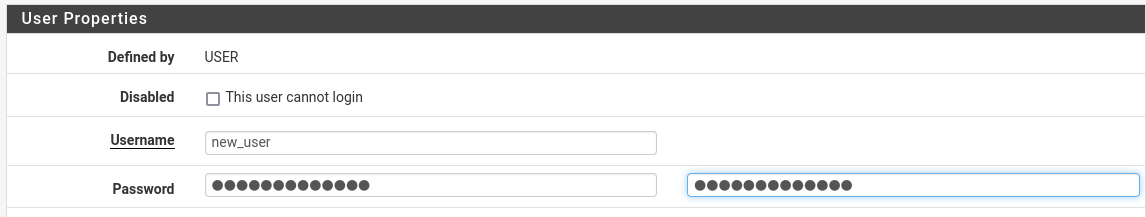 User Properties
Defined by USER
Disabled This user cannot login
Username new_user
Password ●●●●●●●●●●●●● ●●●●●●●●●●●●●